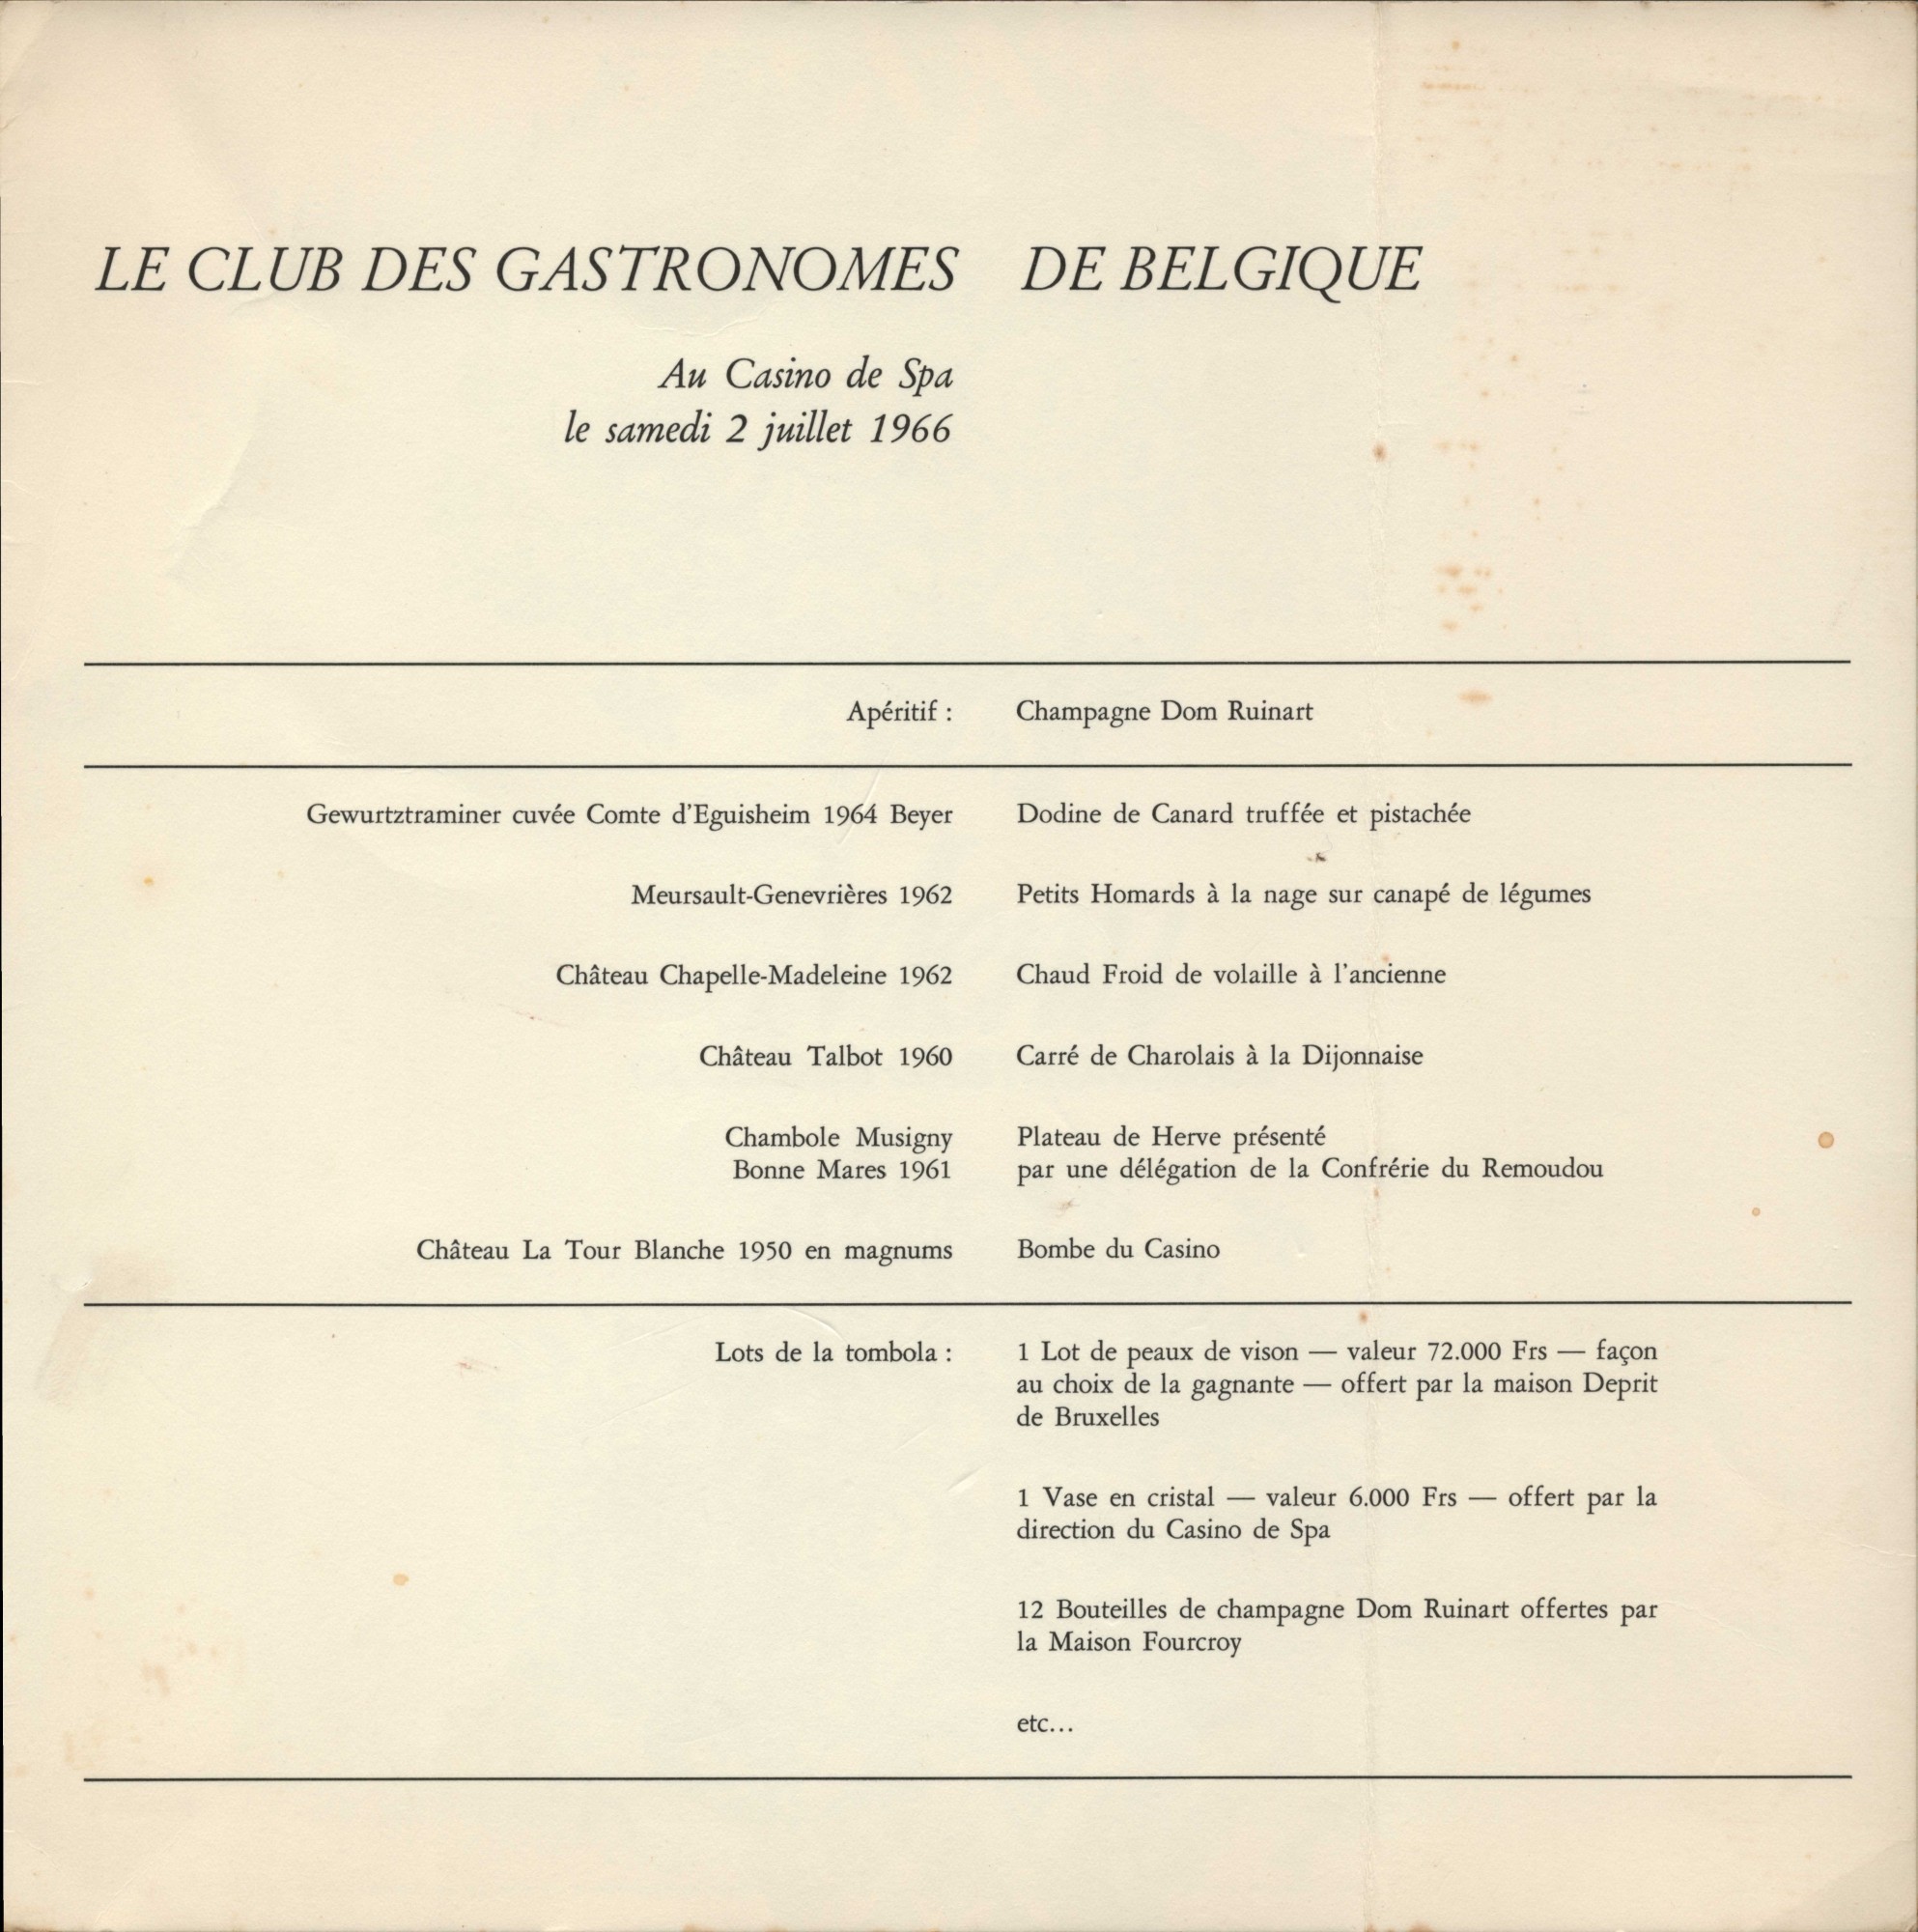 LE CLUB DES GASTRONOMES DE BELGIQUE
Au Casino de Spa
le samedi 2 juillet 1966
Apéritif : Champagne Dom Ruinart
Gewurtztraminer cuvée Comte d'Eguisheim 1964 Beyer Dodine de Canard truffée et pistachée
Meursault-Genevrières 1962 Petits Homards à la nage sur canapé de légumes
Château Chapelle-Madeleine 1962 Chaud Froid de volaille à l'ancienne
Château Talbot 1960 Carré de Charolais à la Dijonnaise
Chambole Musigny Plateau de Herve présenté
Bonne Mares 1961 par une délégation de la Confrérie du Remoudou
Château La Tour Blanche 1950 en magnums Bombe du Casino
Lots de la tombola : 1 Lot de peaux de vison — valeur 72.000 Frs — façon
au choix de la gagnante — offert par la maison Deprit
de Bruxelles
1 Vase en cristal — valeur 6.000 Frs — offert par la
direction du Casino de Spa
12 Bouteilles de champagne Dom Ruinart offertes par
la Maison Fourcroy
etc...